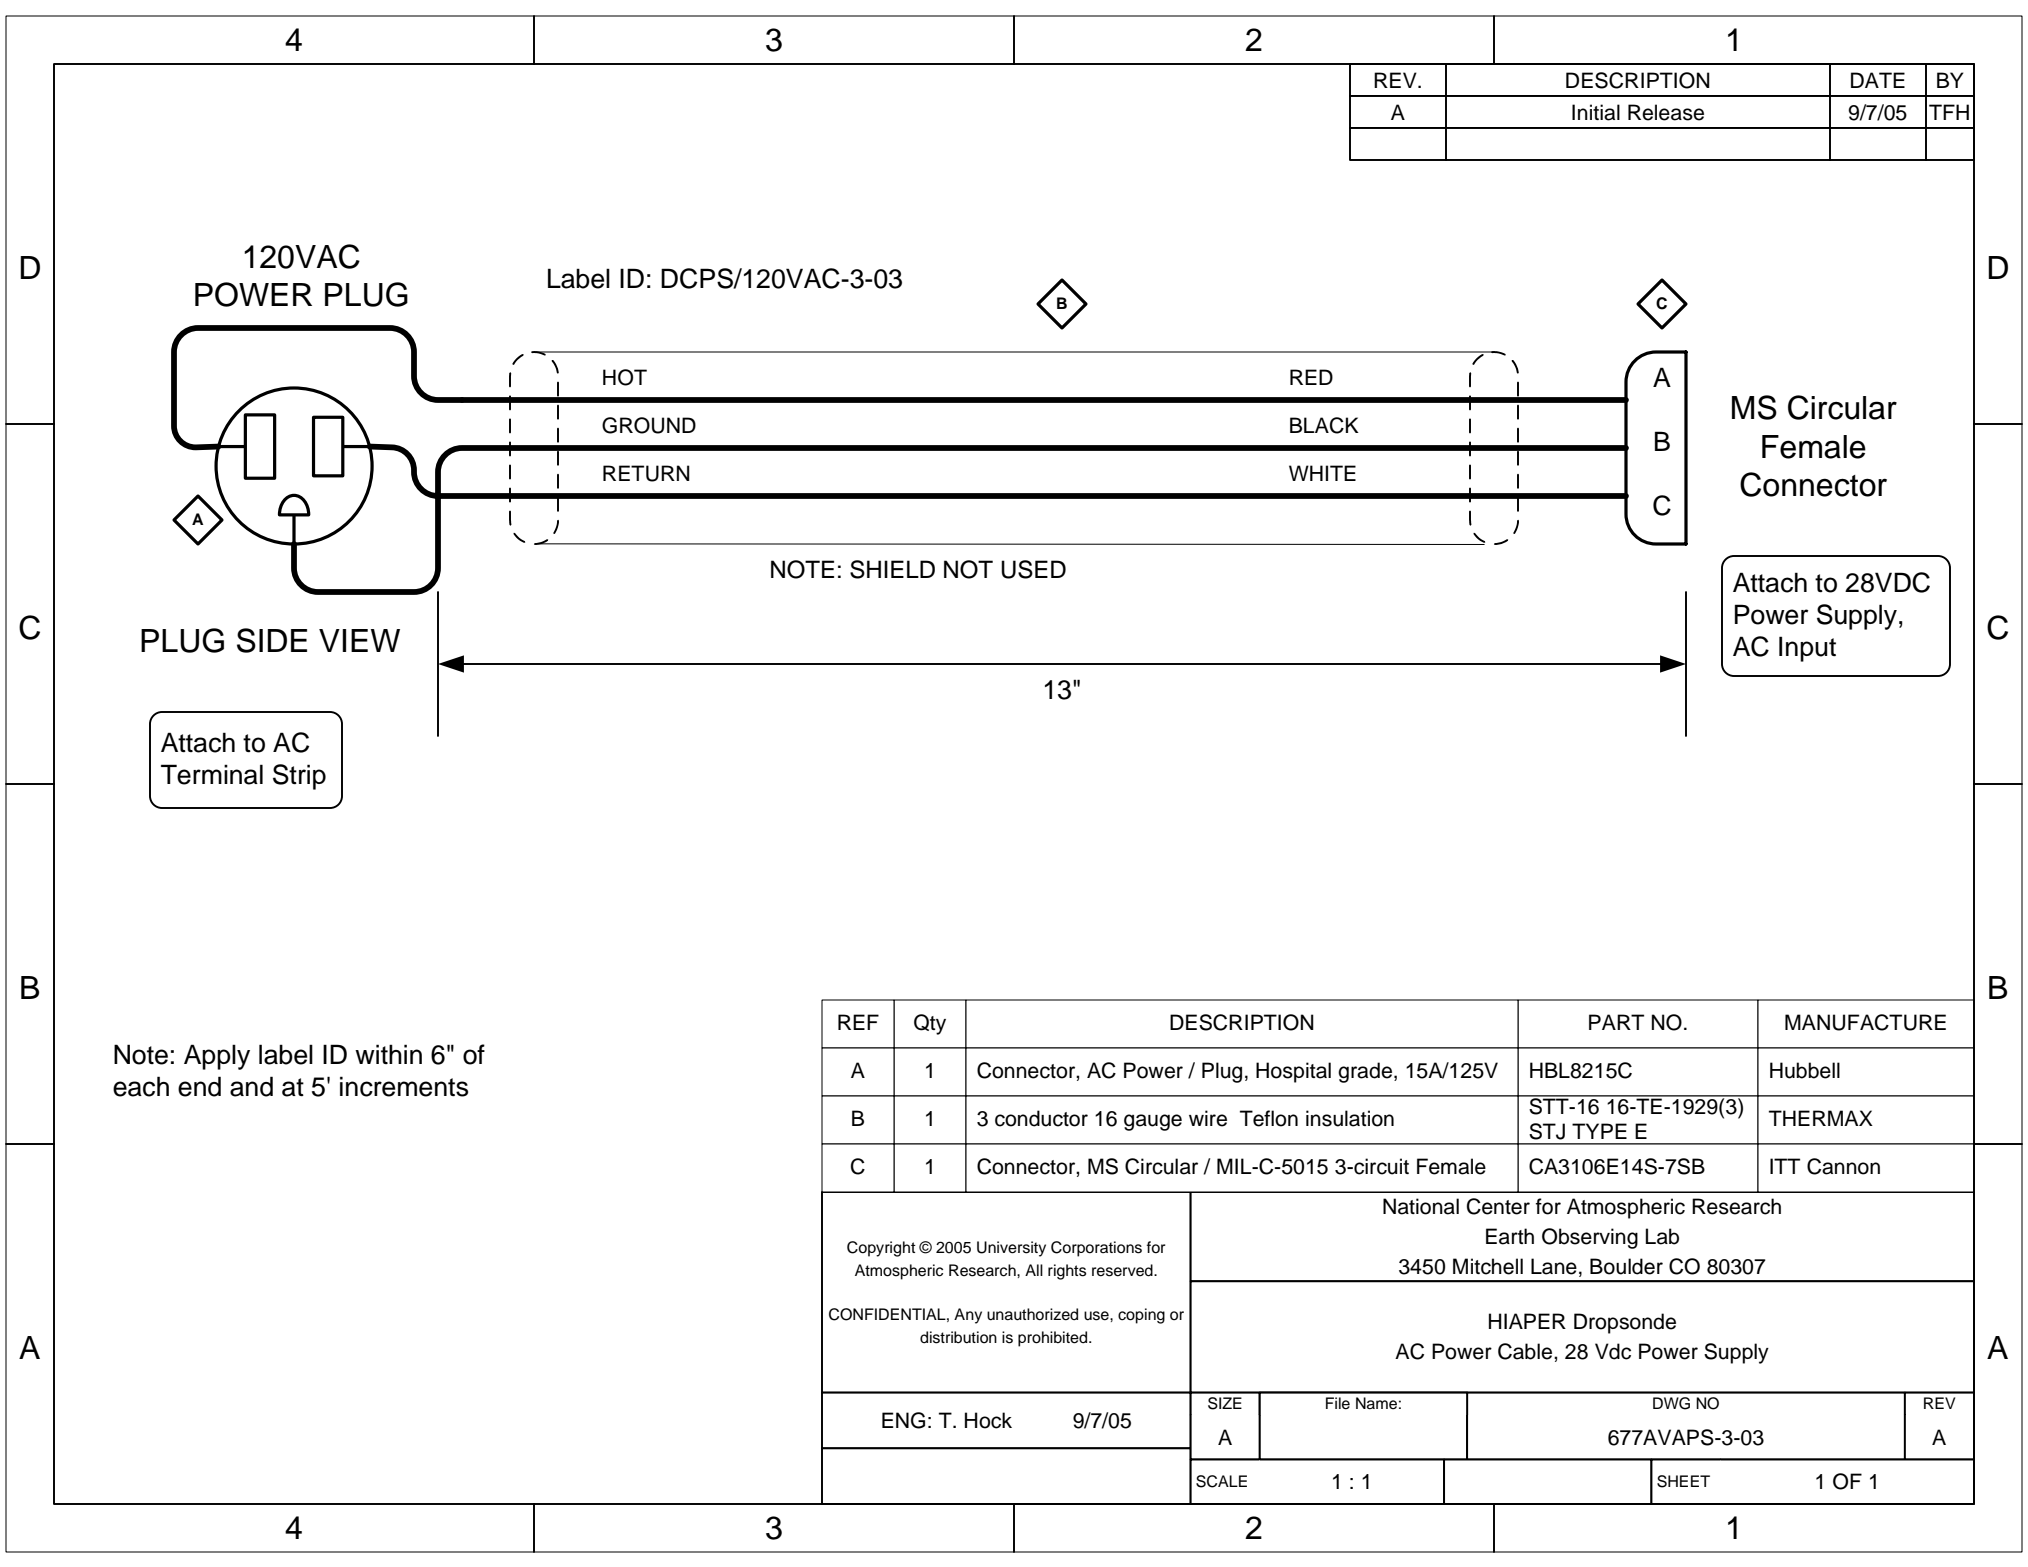 4 3 2 1
REV. DESCRIPTION DATE BY
A Initial Release 9/7/05 TFH
D D
120VAC
POWER PLUG
Label ID: DCPS/120VAC-3-03
B
C
HOT RED
GROUND BLACK
RETURN WHITE
A
B
C
MS Circular
Female
Connector
A
NOTE: SHIELD NOT USED
Attach to 28VDC
Power Supply,
AC Input
C C
PLUG SIDE VIEW
13"
Attach to AC
Terminal Strip
B B
Note: Apply label ID within 6" of
each end and at 5' increments
REF Qty DESCRIPTION PART NO. MANUFACTURE
A 1 Connector, AC Power / Plug, Hospital grade, 15A/125V HBL8215C Hubbell
B 1 3 conductor 16 gauge wire Teflon insulation STT-16 16-TE-1929(3)
STJ TYPE E
THERMAX
C 1 Connector, MS Circular / MIL-C-5015 3-circuit Female CA3106E14S-7SB ITT Cannon
Copyright © 2005 University Corporations for
Atmospheric Research, All rights reserved.
CONFIDENTIAL, Any unauthorized use, coping or
distribution is prohibited.
National Center for Atmospheric Research
Earth Observing Lab
3450 Mitchell Lane, Boulder CO 80307
HIAPER Dropsonde
AC Power Cable, 28 Vdc Power Supply
A A
ENG: T. Hock 9/7/05
SIZE
A
File Name:
DWG NO
677AVAPS-3-03
REV
A
SCALE 1 : 1
SHEET 1 OF 1
4 3 2 1